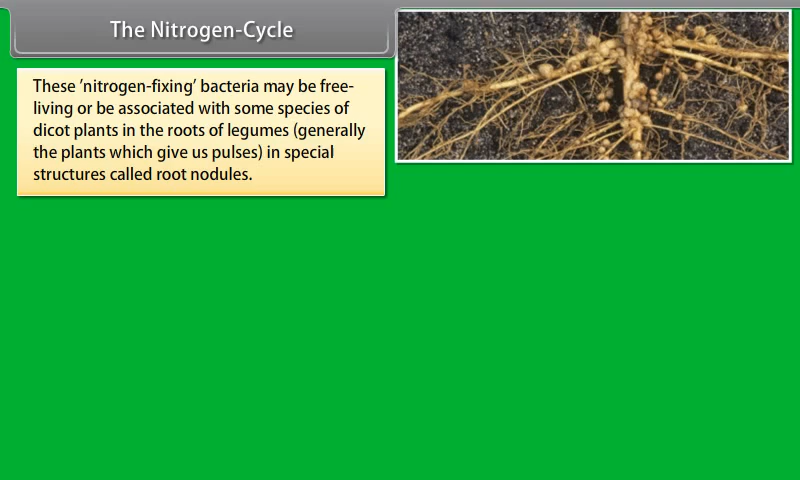 The Nitrogen-Cycle
These ’nitrogen-fixing’ bacteria may be free-
living or be associated with some species of
dicot plants in the roots of legumes (generally
the plants which give us pulses) in special
structures called root nodules.